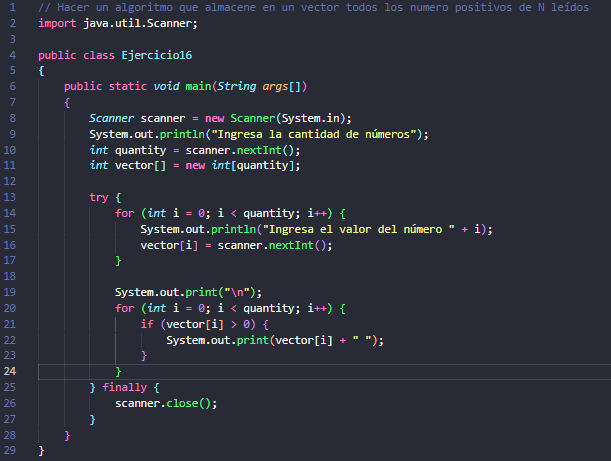 1 // Hacer un algoritmo que almacene en un vector todos los numero positivos de N leídos
2 import java.util.Scanner;
3
4 public class Ejercicio16
5 {
6 public static void main(String args[])
7 {
8 Scanner scanner = new Scanner(System.in);
9 System.out.println("Ingresa la cantidad de números");
10 int quantity = scanner.nextInt();
11 int vector[] = new int[quantity];
12
13 try {
14 for (int i = 0; i < quantity; i++) {
15 System.out.println("Ingresa el valor del número " + i);
16 vector[i] = scanner.nextInt();
17 }
18
19 System.out.print("\n");
20 for (int i = 0; i < quantity; i++) {
21 if (vector[i] > 0) {
22 System.out.print(vector[i] + " ");
23 }
24 }
25 } finally {
26 scanner.close();
27 }
28 }
29 }